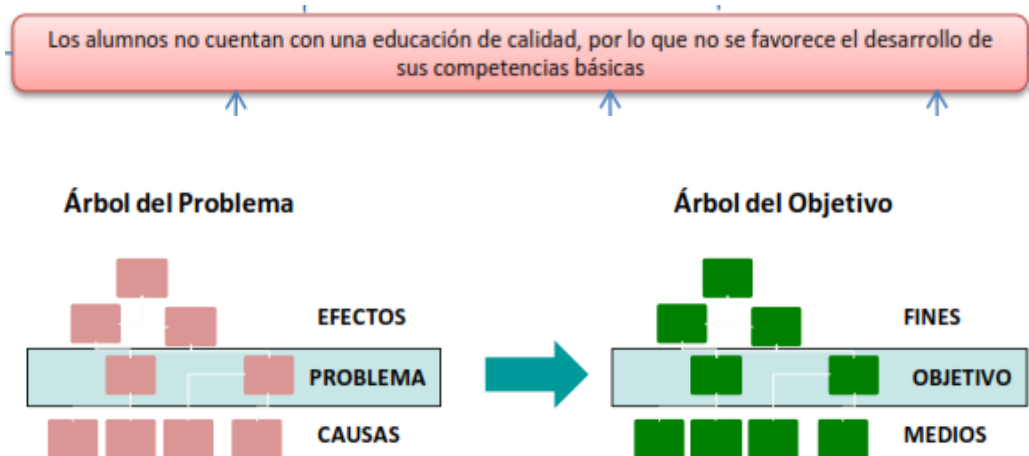 Los alumnos no cuentan con una educación de calidad, por lo que no se favorece el desarrollo de
sus competencias básicas
Árbol del Problema
Árbol del Objetivo
EFECTOS
FINES
PROBLEMA
OBJETIVO
CAUSAS
MEDIOS